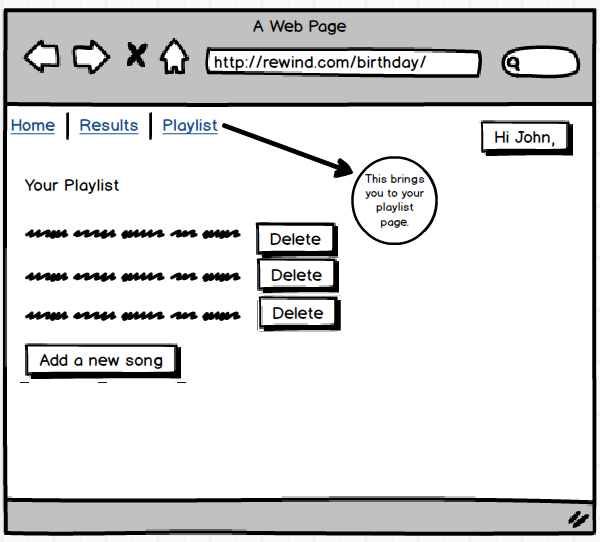 A Web Page
http://rewind.com/birthday/
Home Results Playlist
Hi John,
This brings
you to your
playlist
page.
Your Playlist
Delete
Delete
Delete
Add a new song